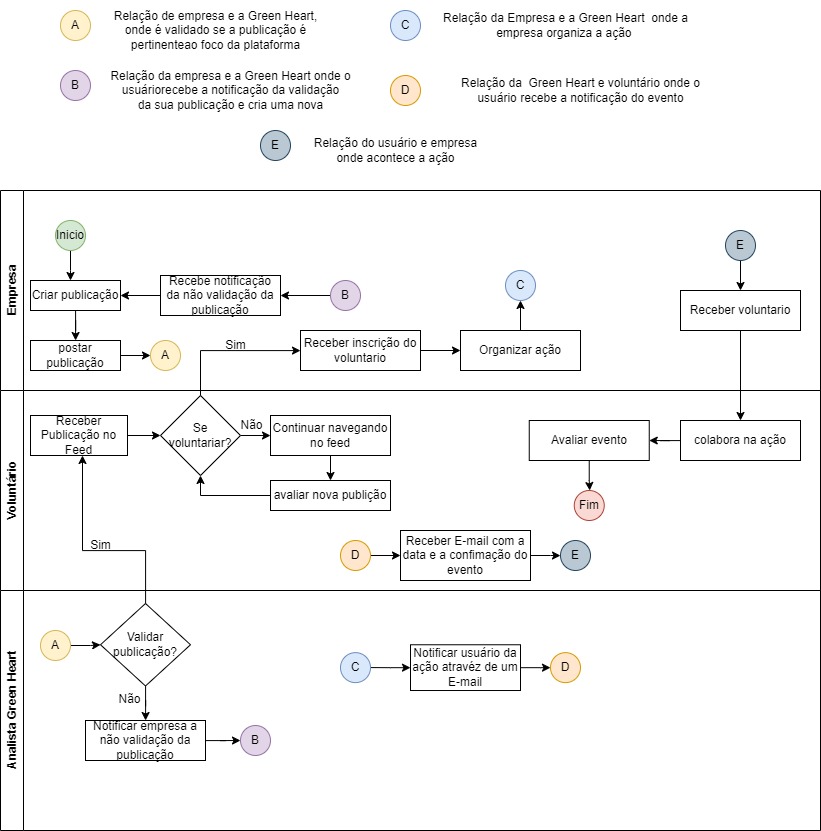 A
Relação de empresa e a Green Heart,
onde é validado se a publicação é
pertinenteao foco da plataforma
C
Relação da Empresa e a Green Heart onde a
empresa organiza a ação
B
Relação da empresa e a Green Heart onde o
usuáriorecebe a notificação da validação
da sua publicação e cria uma nova
D
Relação da Green Heart e voluntário onde o
usuário recebe a notificação do evento
E
Relação do usuário e empresa
onde acontece a ação
Empresa
Inicio
E
Criar publicação
Recebe notificação
da não validação da
publicação
B
C
Receber voluntario
postar
publicação
A
Sim
Receber inscrição do
voluntario
Organizar ação
Voluntário
Receber
Publicação no
Feed
Se
voluntariar?
Não
Continuar navegando
no feed
Avaliar evento
colabora na ação
avaliar nova publição
Fim
Sim
D
Receber E-mail com a
data e a confimação do
evento
E
Analista Green Heart
A
Validar
publicação?
C
Notificar usuário da
ação atravéz de um
E-mail
D
Não
Notificar empresa a
não validação da
publicação
B